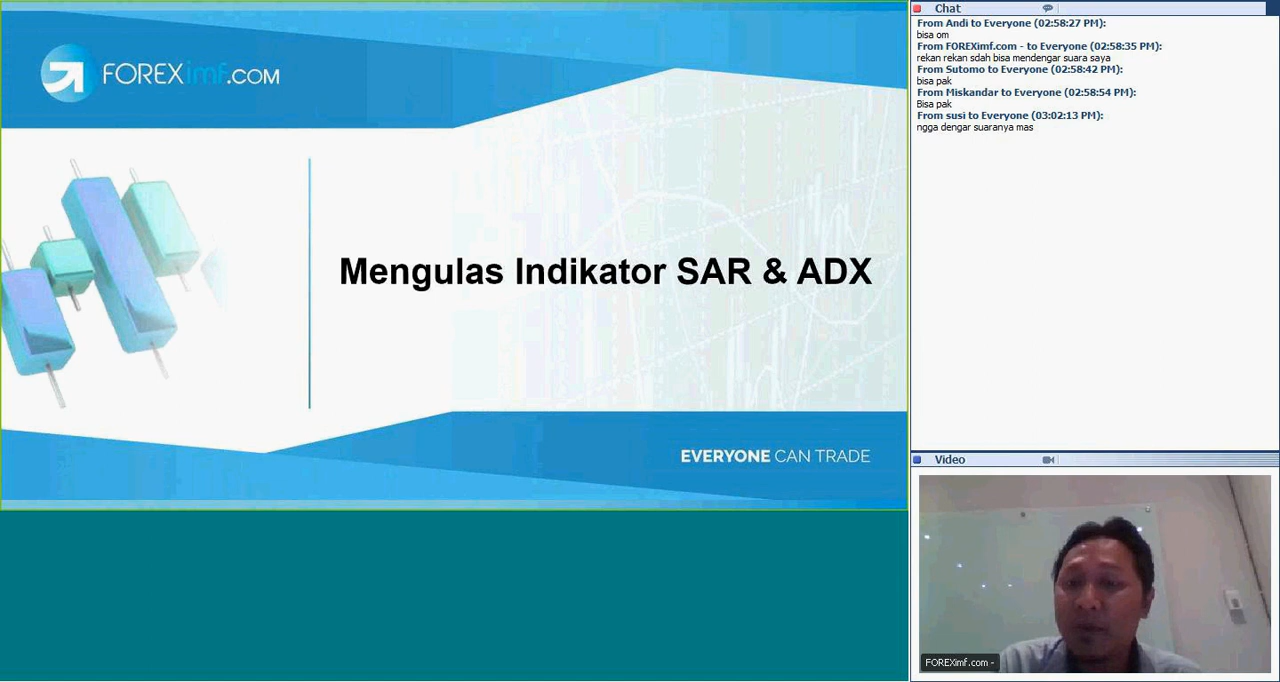 FOREXimf.COM
Mengulas Indikator SAR & ADX
EVERYONE CAN TRADE
Chat
From Andi to Everyone (02:58:27 PM):
bisa om
From FOREXimf.com - to Everyone (02:58:35 PM):
rekan rekan sdah bisa mendengar suara saya
From Sutomo to Everyone (02:58:42 PM):
bisa pak
From Miskandar to Everyone (02:58:54 PM):
Bisa pak
From susi to Everyone (03:02:13 PM):
ngga dengar suaranya mas
Video
FOREXimf.com -